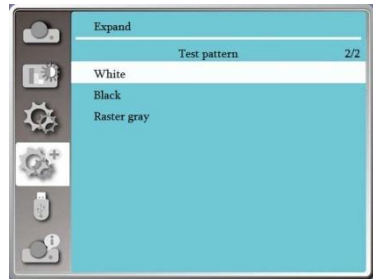 Expand
Test pattern 2/2
White
Black
Raster gray